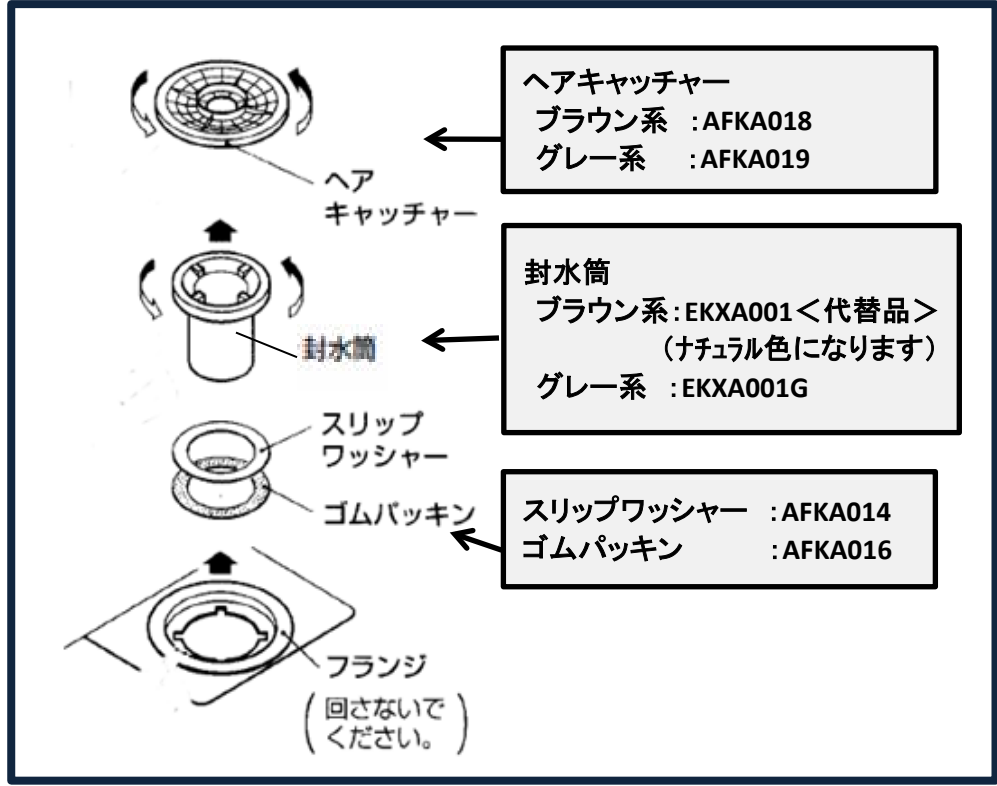 ヘア
キャッチャー
封水筒
スリップ
ワッシャー
ゴムパッキン
フランジ
(回さないで
ください。)
ヘアキャッチャー
ブラウン系 :AFKA018
グレー系 :AFKA019
封水筒
ブラウン系:EKXA001<代替品>
(ナチュラル色になります)
グレー系 :EKXA001G
スリップワッシャー :AFKA014
ゴムパッキン :AFKA016